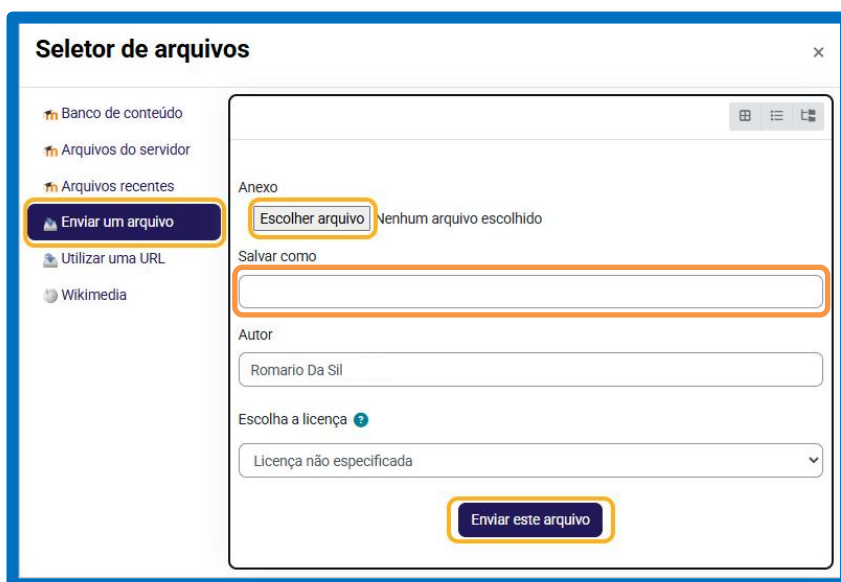 Seletor de arquivos
×
Banco de conteúdo
Arquivos do servidor
Arquivos recentes
Enviar um arquivo
Utilizar uma URL
Wikimedia
Anexo
Escolher arquivo Nenhum arquivo escolhido
Salvar como
Autor
Romario Da Sil
Escolha a licença ?
Licença não especificada
Enviar este arquivo